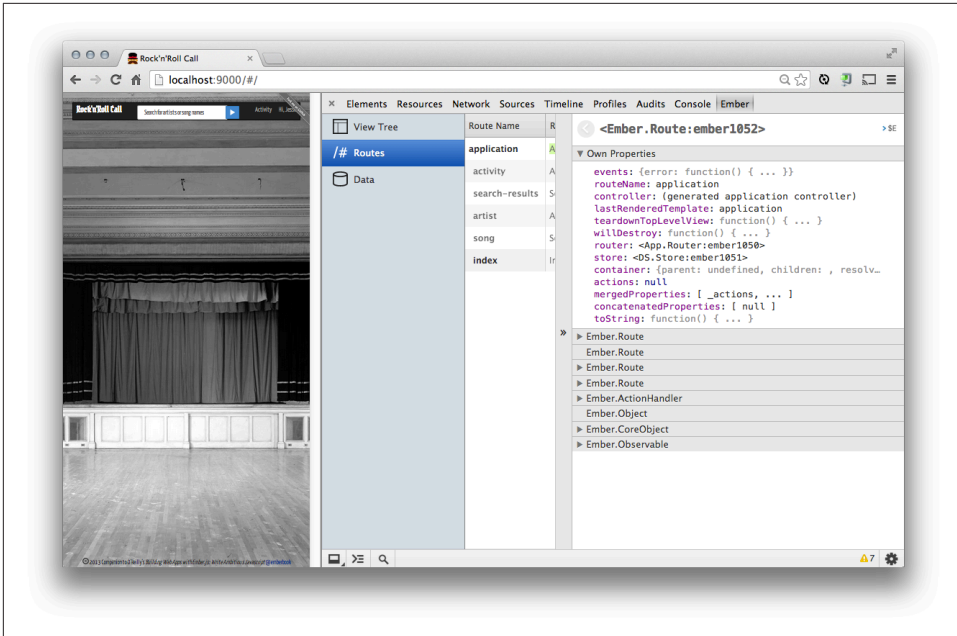 Rock'n'Roll Call
localhost:9000/#/
Rock'n'Roll Call
Search for artists or song names
Activity
Elements Resources Network Sources Timeline Profiles Audits Console Ember
View Tree
/# Routes
Data
Route Name
R
application
A
activity
A
search-results
S
artist
A
song
S
index
In
<Ember.Route:ember1052>
>$E
Own Properties
events: {error: function() { ... }}
routeName: application
controller: (generated application controller)
lastRenderedTemplate: application
teardownTopLevelView: function() { ... }
willDestroy: function() { ... }
router: <App.Router:ember1050>
store: <DS.Store:ember1051>
container: {parent: undefined, children: , resolv…
actions: null
mergedProperties: [ _actions, ... ]
concatenatedProperties: [ null ]
toString: function() { ... }
»
Ember.Route
Ember.Route
Ember.Route
Ember.Route
Ember.ActionHandler
Ember.Object
Ember.CoreObject
Ember.Observable
7